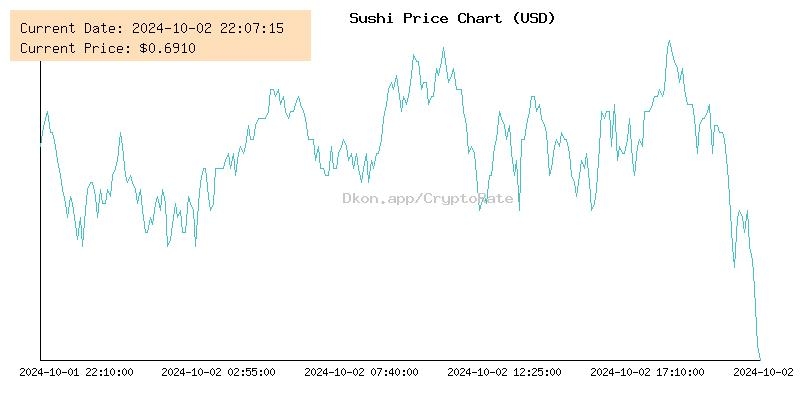 Sushi Price Chart (USD)
Current Date: 2024-10-02 22:07:15
Current Price: $0.6910
Dkon.app/CryptoRate
2024-10-01 22:10:00 2024-10-02 02:55:00 2024-10-02 07:40:00 2024-10-02 12:25:00 2024-10-02 17:10:00 2024-10-02